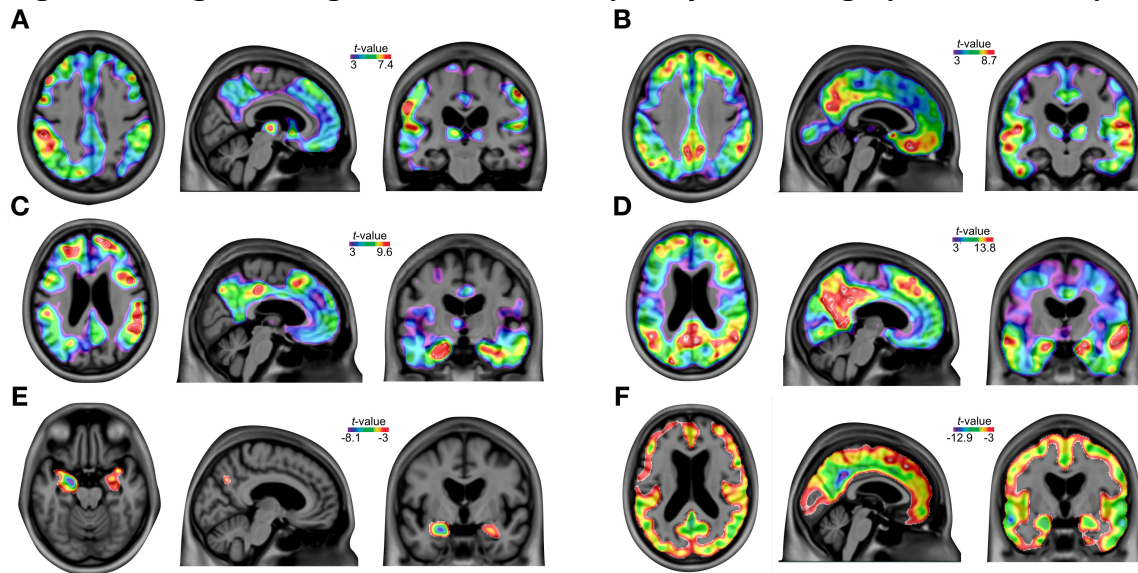 A
t-value
3 7.4
B
t-value
3 8.7
C
t-value
3 9.6
D
t-value
3 13.8
E
t-value
-8.1 -3
F
t-value
-12.9 -3